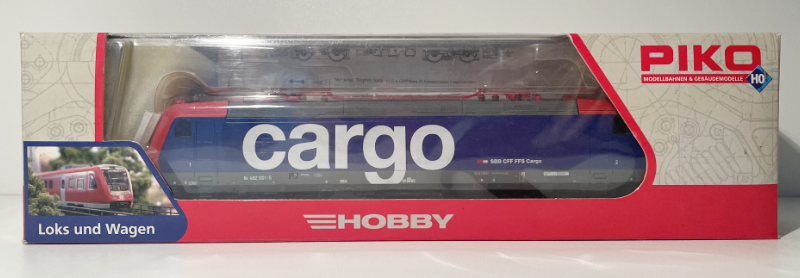 PIKO
MODELLBAHNEN & GEBÄUDEMODELLE
H0
cargo
SBB CFF FFS Cargo
HOBBY
Loks und Wagen